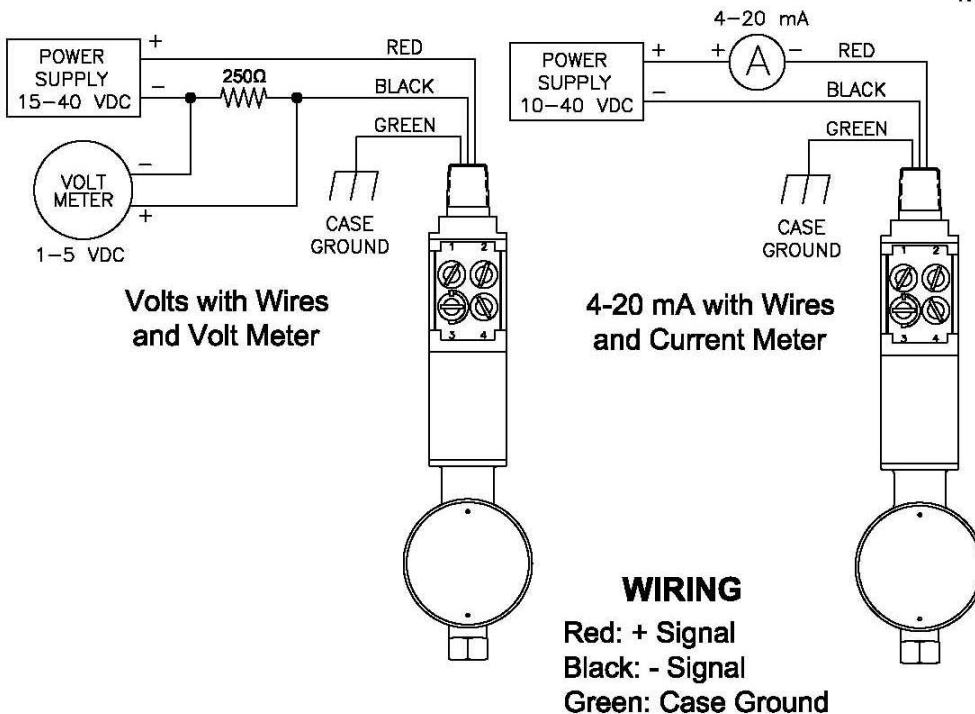 +
RED
POWER
SUPPLY
15-40 VDC
-
250Ω
BLACK
GREEN
-
VOLT
METER
+
1-5 VDC
CASE
GROUND
1 2
3 4
Volts with Wires
and Volt Meter
4-20 mA
+
+
A
-
RED
POWER
SUPPLY
10-40 VDC
-
BLACK
GREEN
CASE
GROUND
1 2
3 4
4-20 mA with Wires
and Current Meter
WIRING
Red: + Signal
Black: - Signal
Green: Case Ground